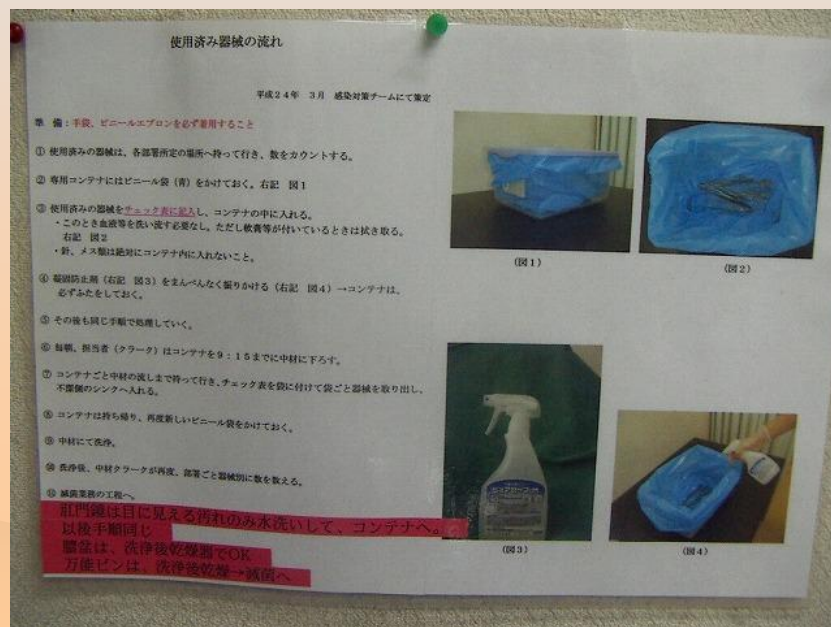 使用済み器械の流れ
平成24年 3月 感染対策チームにて策定
準 備：手袋、ビニールエプロンを必ず着用すること
① 使用済みの器械は、各部署所定の場所へ持って行き、数をカウントする。
② 専用コンテナにはビニール袋（青）をかけておく。右記 図1
③ 使用済みの器械をチェック表に記入し、コンテナの中に入れる。
・このとき血液等を洗い流す必要なし。ただし軟膏等が付いているときは拭き取る。
右記 図2
・針、メス類は絶対にコンテナ内に入れないこと。
④ 凝固防止剤（右記 図3）をまんべんなく振りかける（右記 図4）→コンテナは、
必ずふたをしておく。
⑤ その後も同じ手順で処理していく。
⑥ 毎朝、担当者（クラーク）はコンテナを9：15までに中材に下ろす。
⑦ コンテナごと中材の流しまで持って行き、チェック表を袋に付けて袋ごと器械を取り出し、
不潔側のシンクへ入れる。
⑧ コンテナは持ち帰り、再度新しいビニール袋をかけておく。
⑨ 中材にて洗浄。
⑩ 洗浄後、中材クラークが再度、部署ごと器械別に数を数える。
⑪ 滅菌業務の工程へ。
肛門鏡は目に見える汚れのみ水洗いして、コンテナへ。
以後手順同じ
膿盆は、洗浄後乾燥器でOK
万能ビンは、洗浄後乾燥→滅菌へ
（図1）
（図2）
（図3）
（図4）